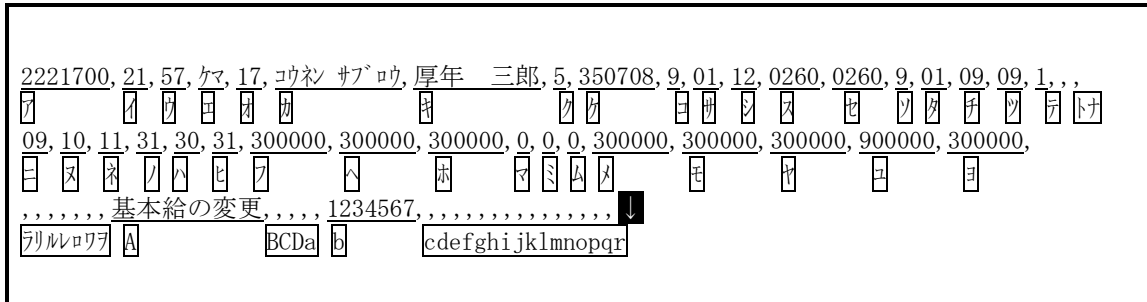 2221700,21,57,ｹﾏ,17,ｺｳﾈﾝ ｻﾌﾞﾛｳ,厚年　三郎,5,350708,9,01,12,0260,0260,9,01,09,09,1,,,
ｱ ｲ ｳ ｴ ｵ ｶ ｷ ｸ ｹ ｺ ｻ ｼ ｽ ｾ ｿ ﾀ ﾁ ﾂ ﾃ ﾄﾅ
09,10,11,31,30,31,300000,300000,300000,0,0,0,300000,300000,300000,900000,300000,
ﾆ ﾇ ﾈ ﾉ ﾊ ﾋ ﾌ ﾍ ﾎ ﾏ ﾐ ﾑ ﾒ ﾓ ﾔ ﾕ ﾖ
,,,,,,,基本給の変更,,,,,1234567,,,,,,,,,,,,,,,,↓
ﾗﾘﾙﾚﾛﾜｦ A BCDa b cdefghijklmnopqr